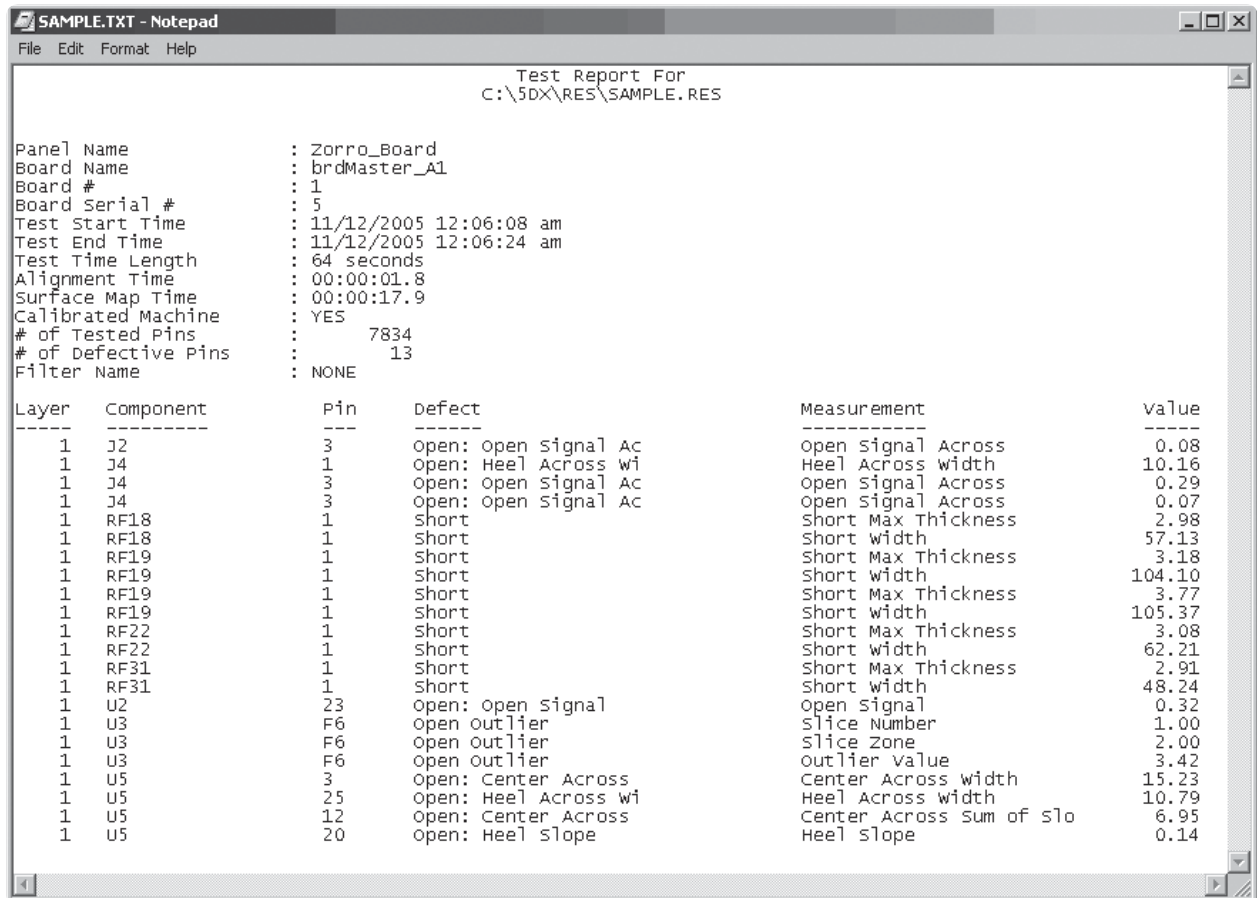 SAMPLE.TXT - Notepad
File Edit Format Help
Test Report For
C:\5DX\RES\SAMPLE.RES
Panel Name : Zorro_Board
Board Name : brdMaster_A1
Board # : 1
Board Serial # : 5
Test Start Time : 11/12/2005 12:06:08 am
Test End Time : 11/12/2005 12:06:24 am
Test Time Length : 64 seconds
Alignment Time : 00:00:01.8
Surface Map Time : 00:00:17.9
Calibrated Machine : YES
# of Tested Pins : 7834
# of Defective Pins : 13
Filter Name : NONE
Layer Component Pin Defect Measurement Value
----- --------- --- ------ ----------- -----
1 J2 3 Open: Open Signal Ac Open Signal Across 0.08
1 J4 1 Open: Heel Across Wi Heel Across Width 10.16
1 J4 3 Open: Open Signal Ac Open Signal Across 0.29
1 J4 3 Open: Open Signal Ac Open Signal Across 0.07
1 RF18 1 Short Short Max Thickness 2.98
1 RF18 1 Short Short Width 57.13
1 RF19 1 Short Short Max Thickness 3.18
1 RF19 1 Short Short Width 104.10
1 RF19 1 Short Short Max Thickness 3.77
1 RF19 1 Short Short Width 105.37
1 RF22 1 Short Short Max Thickness 3.08
1 RF22 1 Short Short Width 62.21
1 RF31 1 Short Short Max Thickness 2.91
1 RF31 1 Short Short Width 48.24
1 U2 23 Open: Open Signal Open Signal 0.32
1 U3 F6 Open Outlier Slice Number 1.00
1 U3 F6 Open Outlier Slice Zone 2.00
1 U3 F6 Open Outlier Outlier Value 3.42
1 U5 3 Open: Center Across Center Across Width 15.23
1 U5 25 Open: Heel Across Wi Heel Across Width 10.79
1 U5 12 Open: Center Across Center Across Sum of Slo 6.95
1 U5 20 Open: Heel Slope Heel Slope 0.14